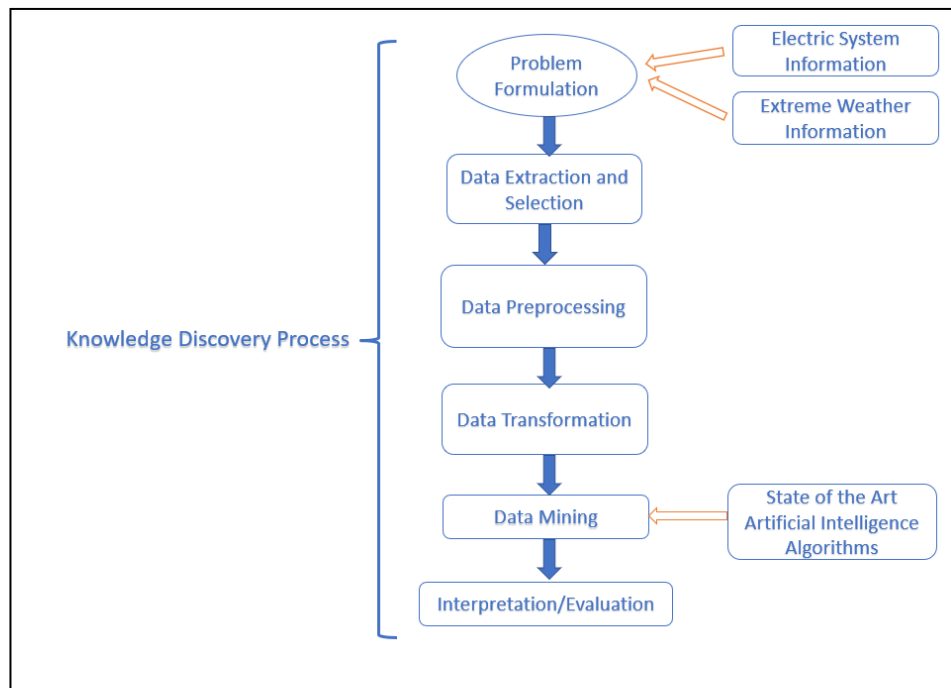 Problem
Formulation
Electric System
Information
Extreme Weather
Information
Data Extraction and
Selection
Data Preprocessing
Knowledge Discovery Process
Data Transformation
Data Mining
State of the Art
Artificial Intelligence
Algorithms
Interpretation/Evaluation